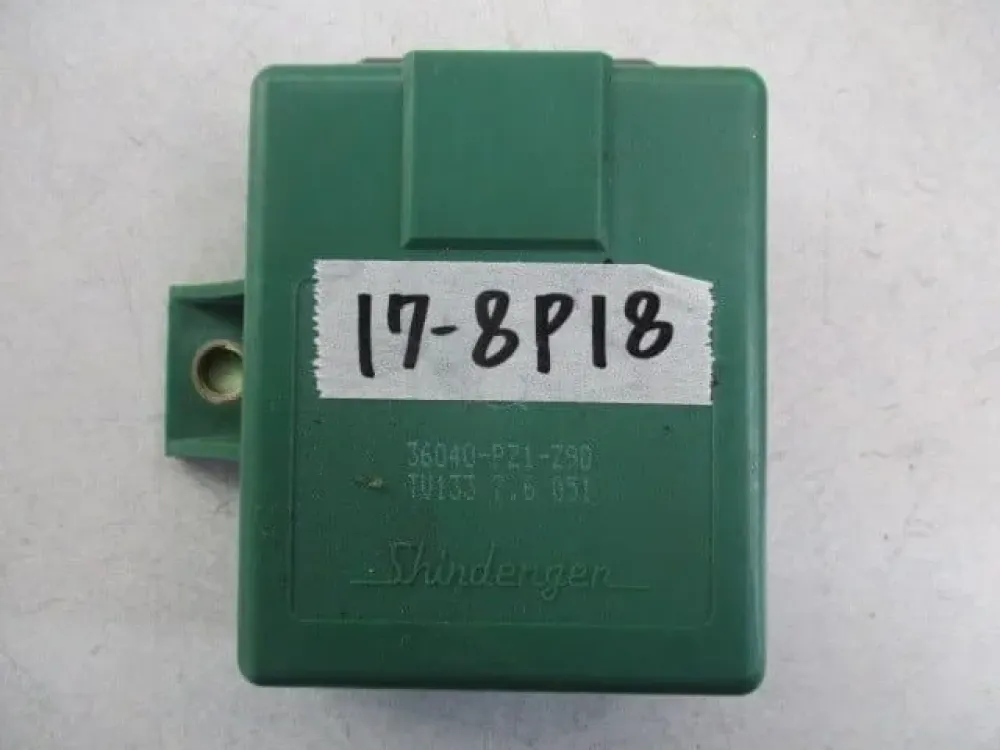 17-8P18
36040-PZ1-Z90
TV133 7.6 051
Shindengen